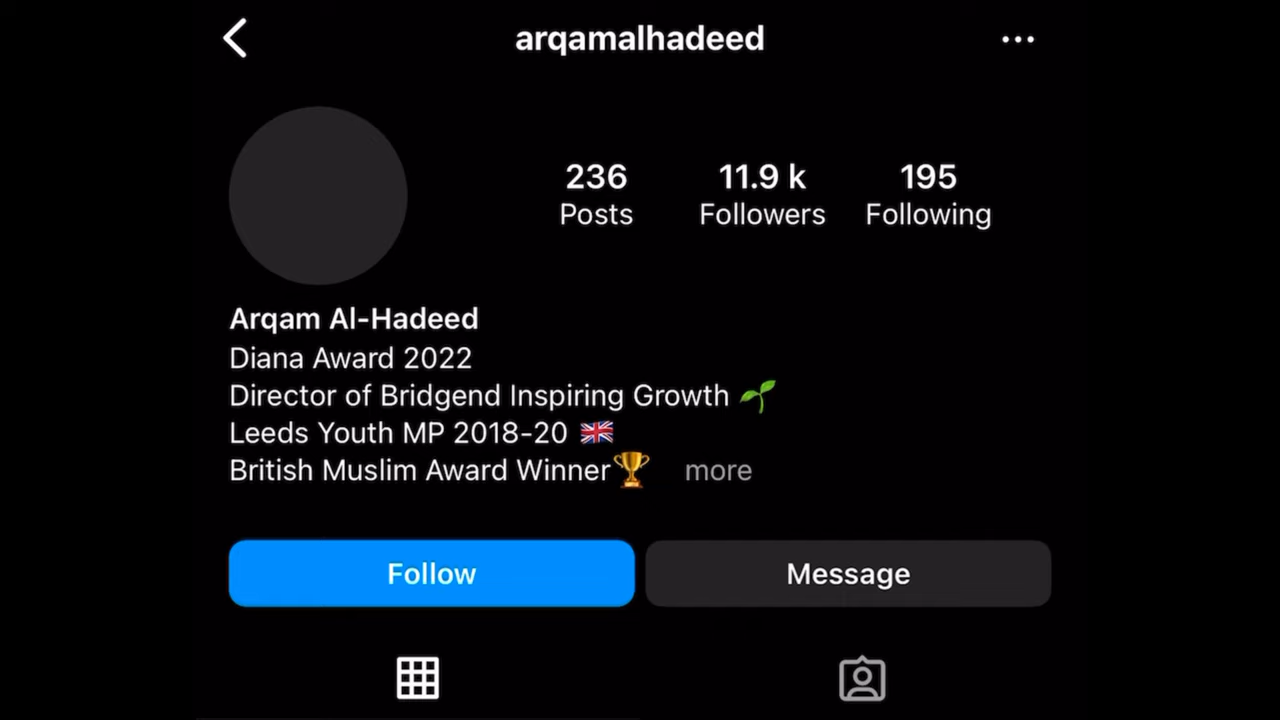 arqamalhadeed
236 11.9 k 195
Posts Followers Following
Arqam Al-Hadeed
Diana Award 2022
Director of Bridgend Inspiring Growth 🌱
Leeds Youth MP 2018-20 🇬🇧
British Muslim Award Winner🏆 more
Follow Message